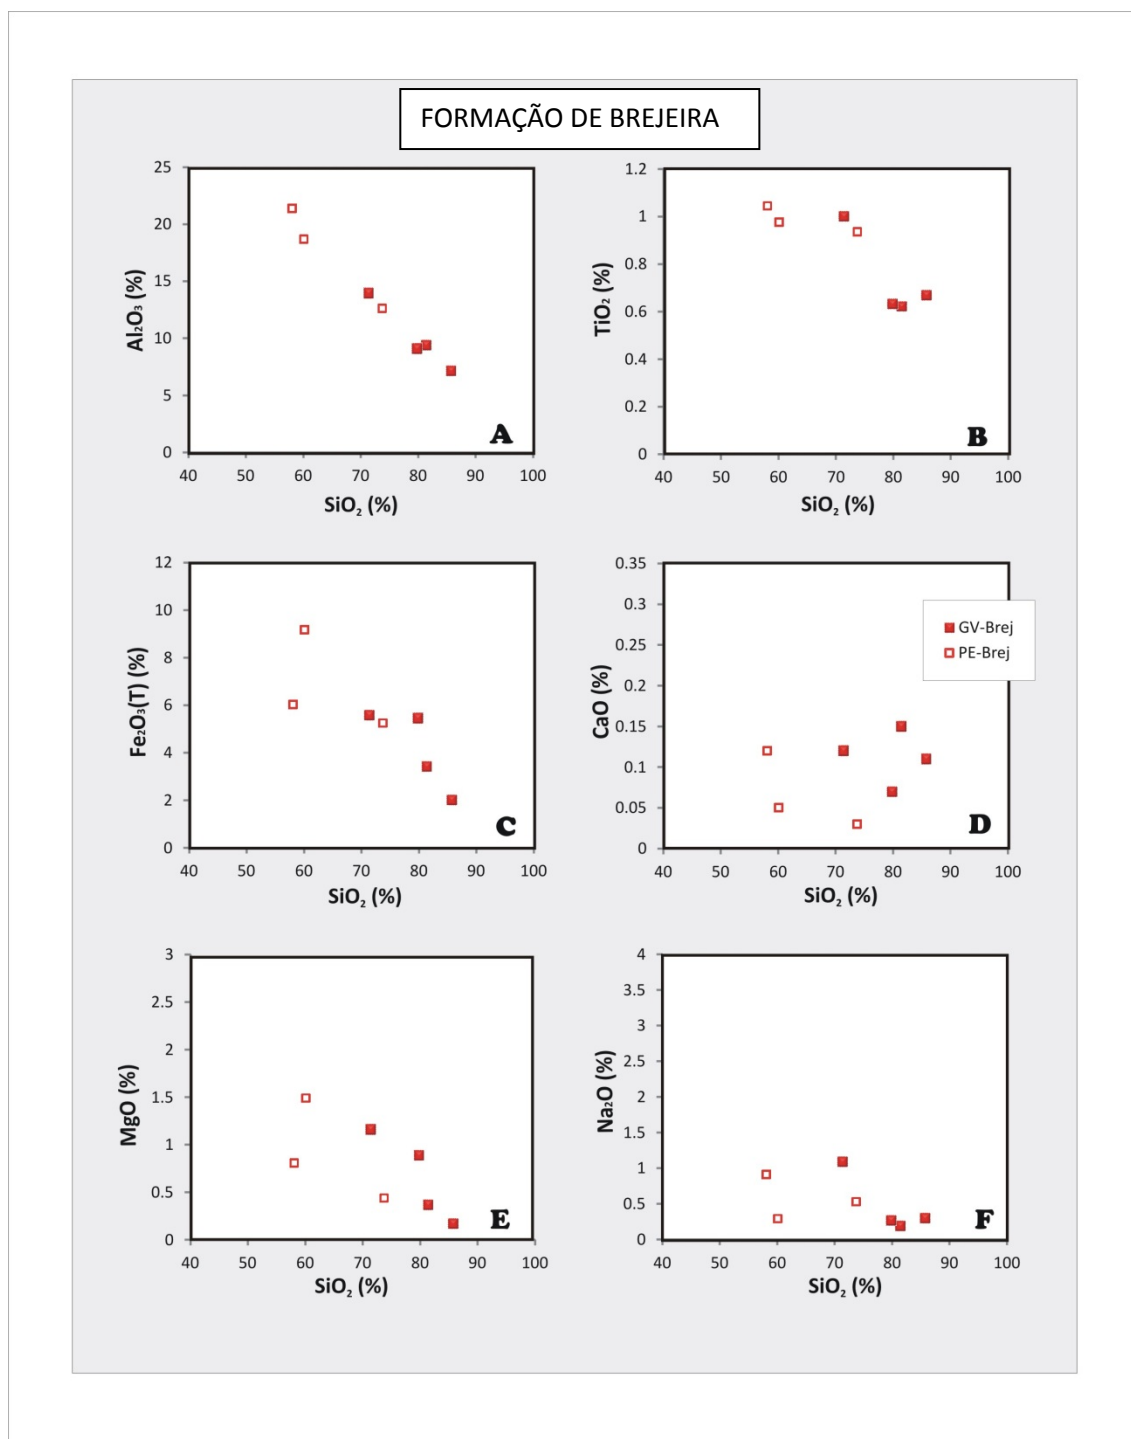 FORMAÇÃO DE BREJEIRA
25
20
15
10
5
0
Al₂O₃ (%)
40 50 60 70 80 90 100
SiO₂ (%)
A
1.2
1
0.8
0.6
0.4
0.2
0
TiO₂ (%)
40 50 60 70 80 90 100
SiO₂ (%)
B
12
10
8
6
4
2
0
Fe₂O₃(T) (%)
40 50 60 70 80 90 100
SiO₂ (%)
C
0.35
0.3
0.25
0.2
0.15
0.1
0.05
0
CaO (%)
40 50 60 70 80 90 100
SiO₂ (%)
GV-Brej
PE-Brej
D
3
2.5
2
1.5
1
0.5
0
MgO (%)
40 50 60 70 80 90 100
SiO₂ (%)
E
4
3.5
3
2.5
2
1.5
1
0.5
0
Na₂O (%)
40 50 60 70 80 90 100
SiO₂ (%)
F